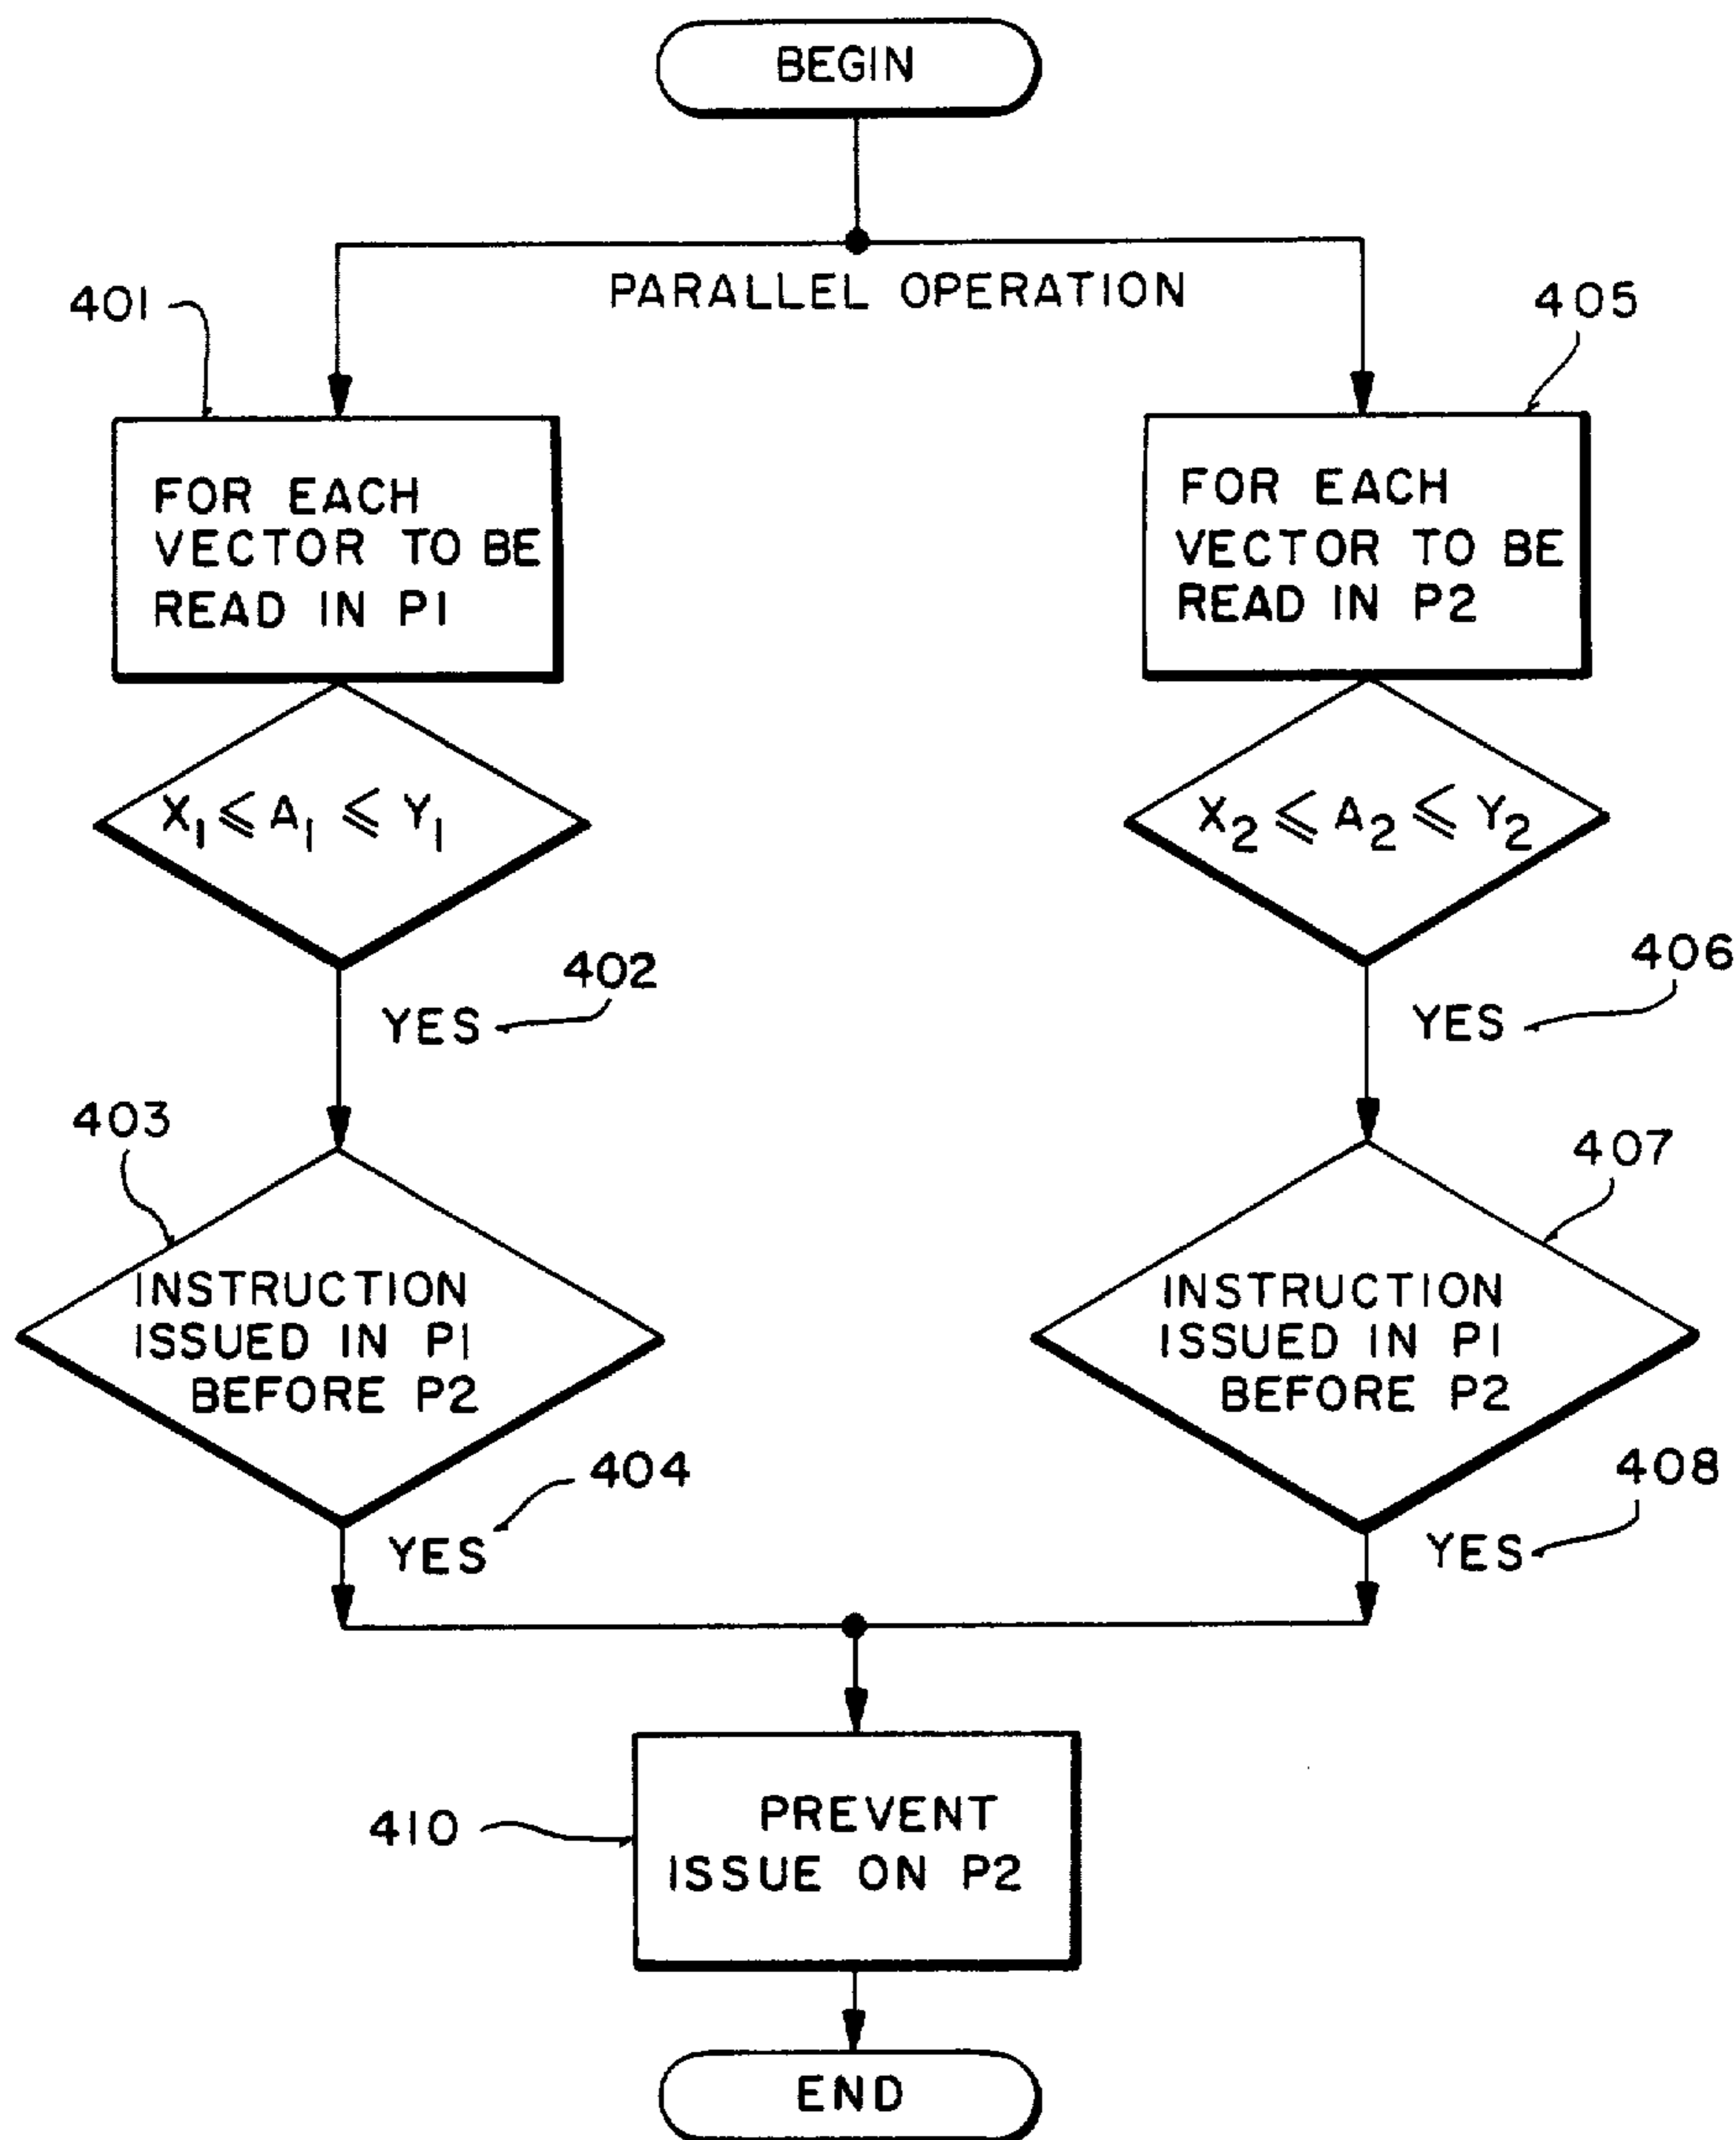 BEGIN
PARALLEL OPERATION
401
405
FOR EACH
VECTOR TO BE
READ IN P1
FOR EACH
VECTOR TO BE
READ IN P2
X₁ ≤ A₁ ≤ Y₁
X₂ ≤ A₂ ≤ Y₂
402
YES
406
YES
403
407
INSTRUCTION
ISSUED IN P1
BEFORE P2
INSTRUCTION
ISSUED IN P1
BEFORE P2
404
YES
408
YES
410
PREVENT
ISSUE ON P2
END